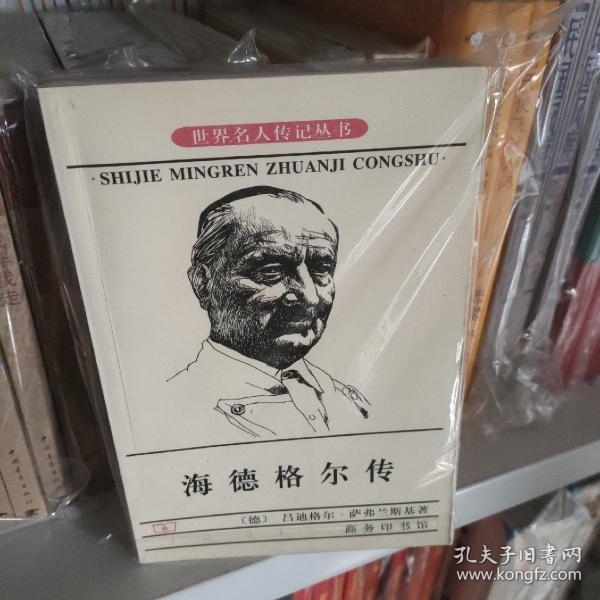 世界名人传记丛书
·SHIJIE MINGREN ZHUANJI CONGSHU·
海德格尔传
〔德〕 吕迪格尔·萨弗兰斯基著
商务印书馆
孔夫子旧书网
www.kongfz.com